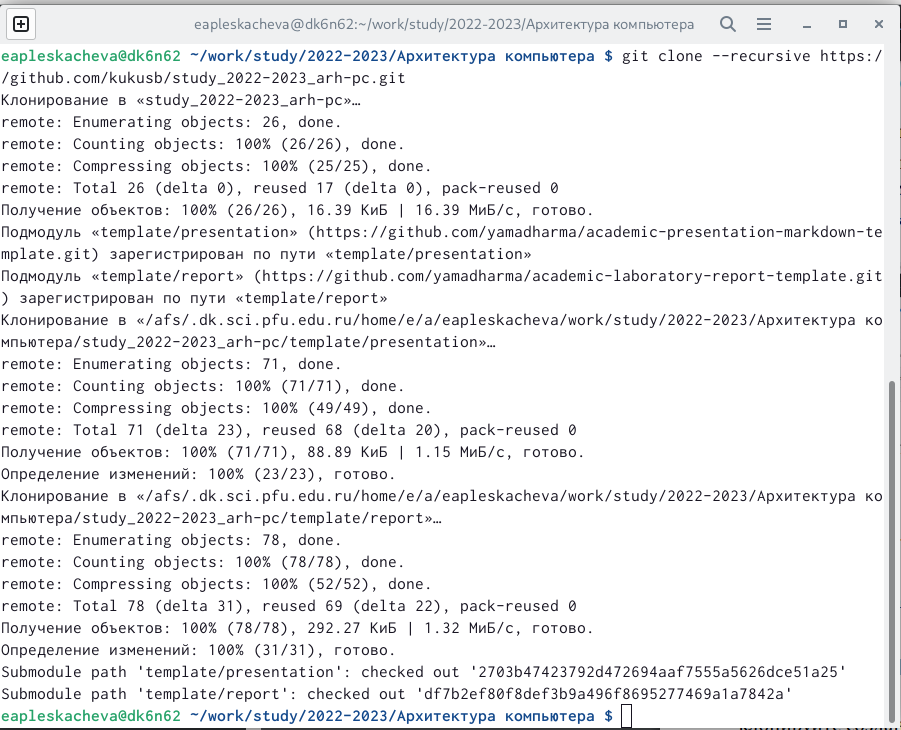 eapleskacheva@dk6n62:~/work/study/2022-2023/Архитектура компьютера
eapleskacheva@dk6n62 ~/work/study/2022-2023/Архитектура компьютера $ git clone --recursive https:/
/github.com/kukusb/study_2022-2023_arh-pc.git
Клонирование в «study_2022-2023_arh-pc»…
remote: Enumerating objects: 26, done.
remote: Counting objects: 100% (26/26), done.
remote: Compressing objects: 100% (25/25), done.
remote: Total 26 (delta 0), reused 17 (delta 0), pack-reused 0
Получение объектов: 100% (26/26), 16.39 КиБ | 16.39 МиБ/с, готово.
Подмодуль «template/presentation» (https://github.com/yamadharma/academic-presentation-markdown-te
mplate.git) зарегистрирован по пути «template/presentation»
Подмодуль «template/report» (https://github.com/yamadharma/academic-laboratory-report-template.git
) зарегистрирован по пути «template/report»
Клонирование в «/afs/.dk.sci.pfu.edu.ru/home/e/a/eapleskacheva/work/study/2022-2023/Архитектура ко
мпьютера/study_2022-2023_arh-pc/template/presentation»…
remote: Enumerating objects: 71, done.
remote: Counting objects: 100% (71/71), done.
remote: Compressing objects: 100% (49/49), done.
remote: Total 71 (delta 23), reused 68 (delta 20), pack-reused 0
Получение объектов: 100% (71/71), 88.89 КиБ | 1.15 МиБ/с, готово.
Определение изменений: 100% (23/23), готово.
Клонирование в «/afs/.dk.sci.pfu.edu.ru/home/e/a/eapleskacheva/work/study/2022-2023/Архитектура ко
мпьютера/study_2022-2023_arh-pc/template/report»…
remote: Enumerating objects: 78, done.
remote: Counting objects: 100% (78/78), done.
remote: Compressing objects: 100% (52/52), done.
remote: Total 78 (delta 31), reused 69 (delta 22), pack-reused 0
Получение объектов: 100% (78/78), 292.27 КиБ | 1.32 МиБ/с, готово.
Определение изменений: 100% (31/31), готово.
Submodule path 'template/presentation': checked out '2703b47423792d472694aaf7555a5626dce51a25'
Submodule path 'template/report': checked out 'df7b2ef80f8def3b9a496f8695277469a1a7842a'
eapleskacheva@dk6n62 ~/work/study/2022-2023/Архитектура компьютера $